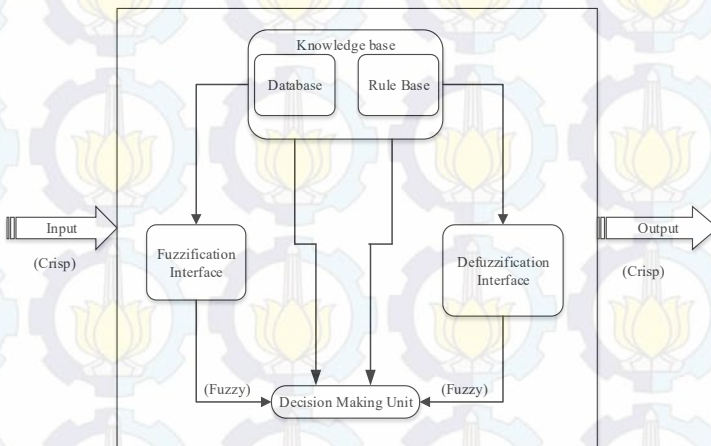 Knowledge base
Database
Rule Base
Input
(Crisp)
Fuzzification
Interface
Defuzzification
Interface
Output
(Crisp)
(Fuzzy)
(Fuzzy)
Decision Making Unit